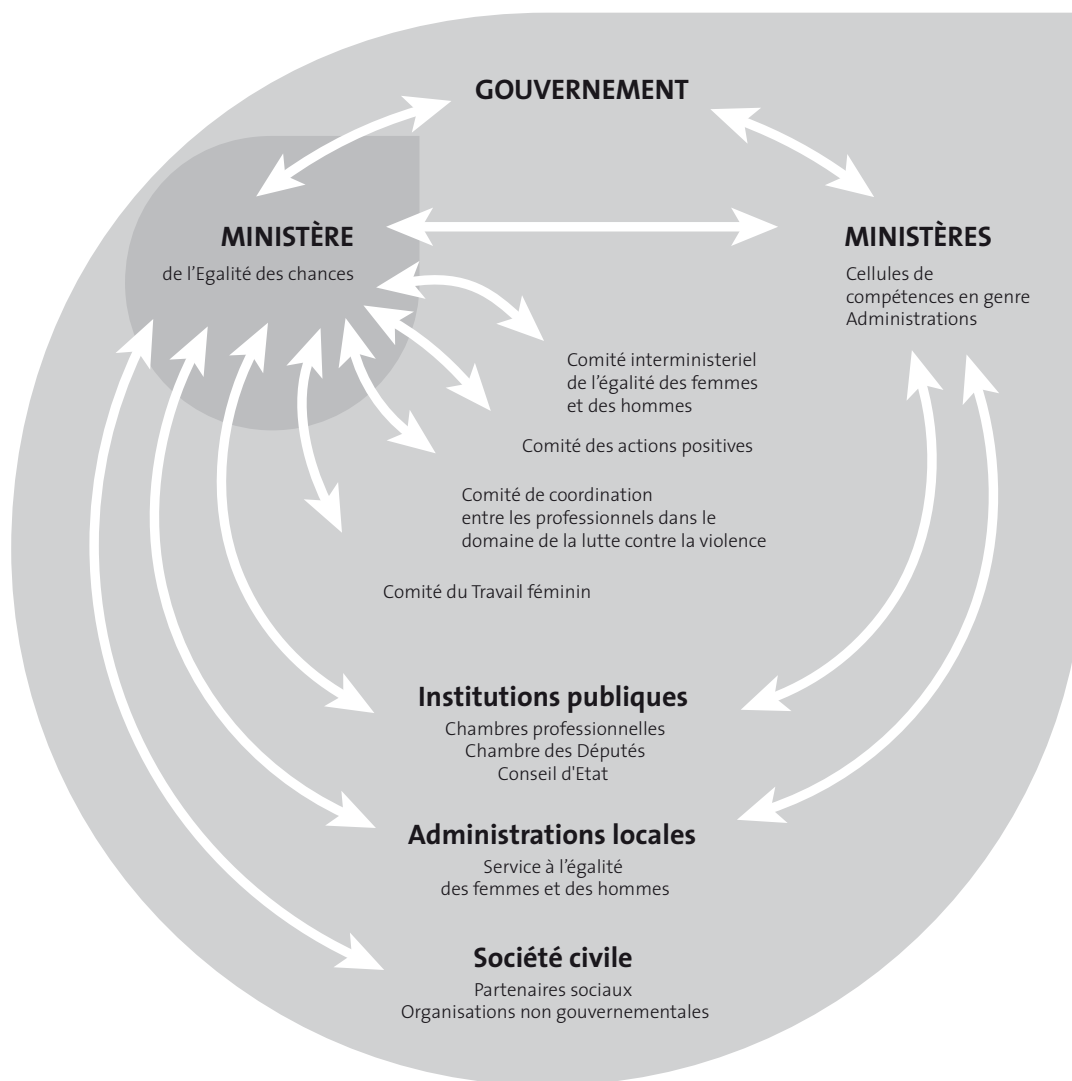 GOUVERNEMENT
MINISTÈRE
de l’Egalité des chances
MINISTÈRES
Cellules de
compétences en genre
Administrations
Comité interministeriel
de l’égalité des femmes
et des hommes
Comité des actions positives
Comité de coordination
entre les professionnels dans le
domaine de la lutte contre la violence
Comité du Travail féminin
Institutions publiques
Chambres professionnelles
Chambre des Députés
Conseil d'Etat
Administrations locales
Service à l’égalité
des femmes et des hommes
Société civile
Partenaires sociaux
Organisations non gouvernementales